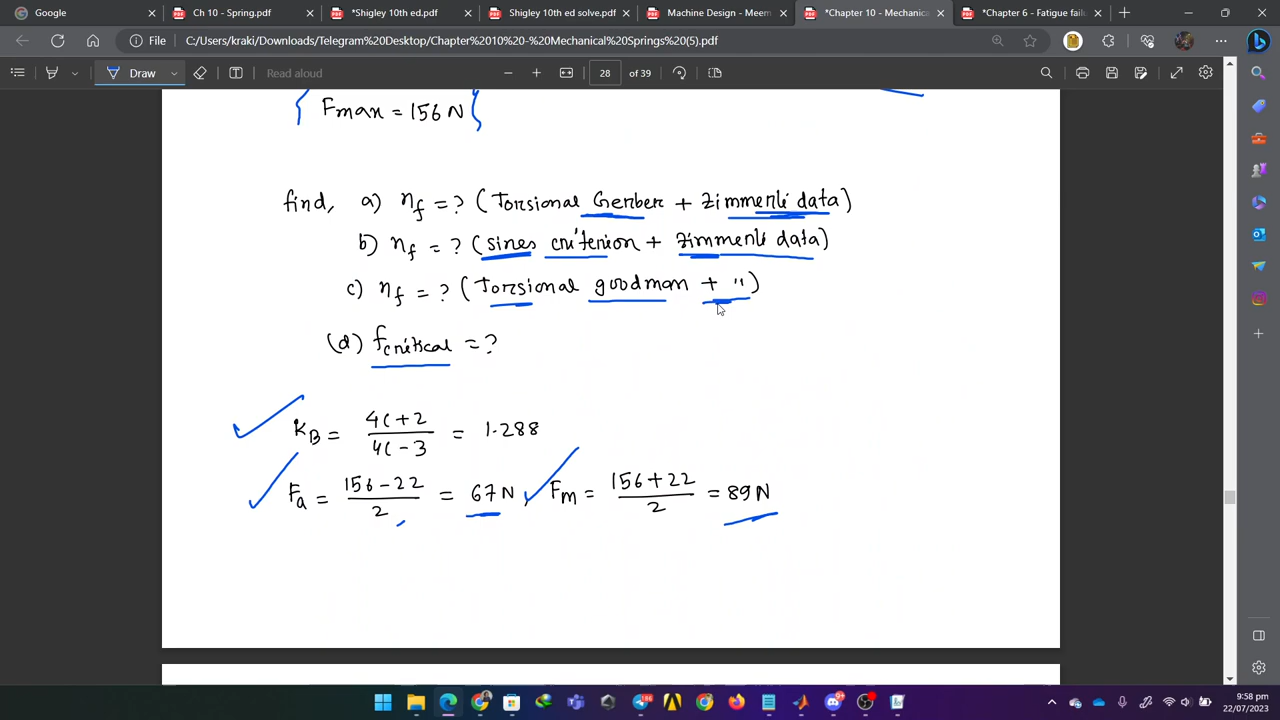 Google
Ch 10 - Spring.pdf
*Shigley 10th ed.pdf
Shigley 10th ed solve.pdf
Machine Design - Meem
*Chapter 10 - Mechanica
*Chapter 6 - Fatigue fail
File
C:/Users/kraki/Downloads/Telegram%20Desktop/Chapter%2010%20-%20Mechanical%20Springs%20(5).pdf
Draw
Read aloud
28 of 39
Fmax = 156 N
find, a) nf = ? (Torsional Gerber + Zimmerli data)
b) nf = ? (sines criterion + Zimmerli data)
c) nf = ? (Torsional goodman + ")
(d) fcritical = ?
KB = 4C+2 / 4C-3 = 1.288
Fa = 156-22 / 2 = 67N, Fm = 156+22 / 2 = 89N
9:58 pm
22/07/2023